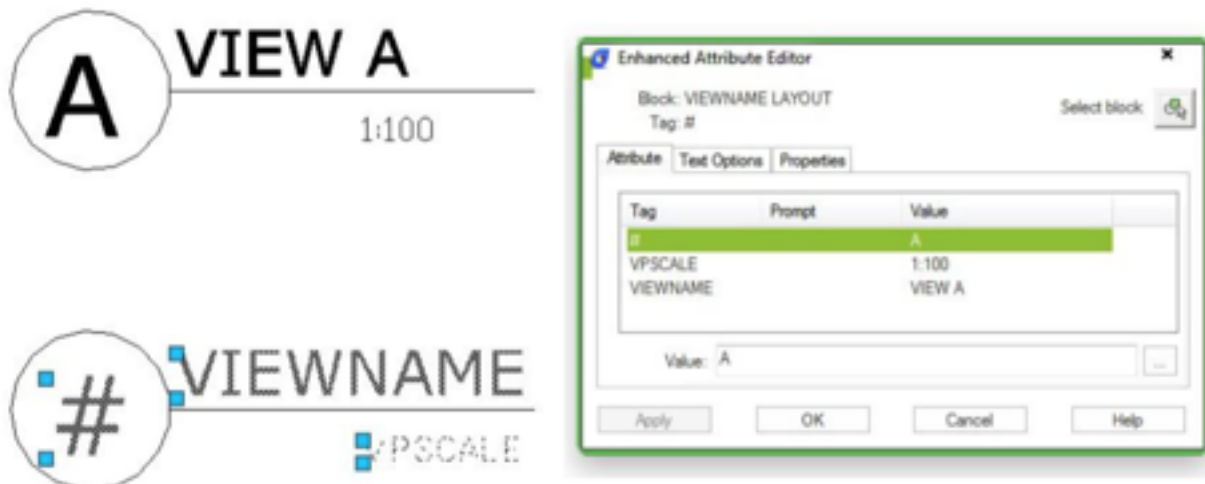 VIEW A
A
1:100
VIEWNAME
#
VPSCALE
Enhanced Attribute Editor
Block: VIEWNAME LAYOUT
Tag: #
Select block
Attribute Text Options Properties
Tag Prompt Value
# A
VPSCALE 1:100
VIEWNAME VIEW A
Value: A
...
Apply OK Cancel Help